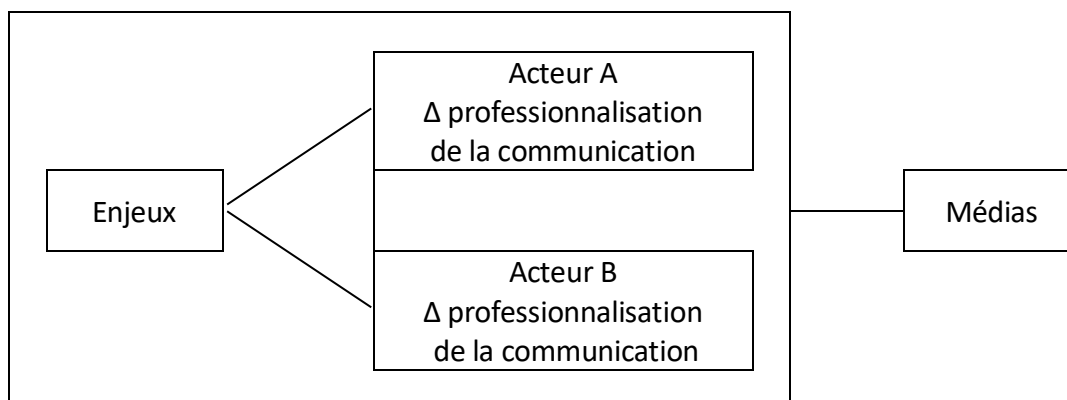 Acteur A
Δ professionnalisation
de la communication
Enjeux
Médias
Acteur B
Δ professionnalisation
de la communication